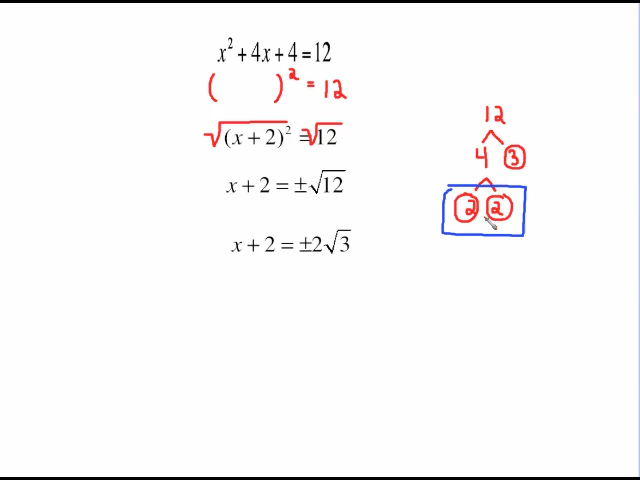 x² + 4x + 4 = 12
( )² = 12
√(x + 2)² = √12
x + 2 = ±√12
x + 2 = ±2√3
12
4 3
2 2